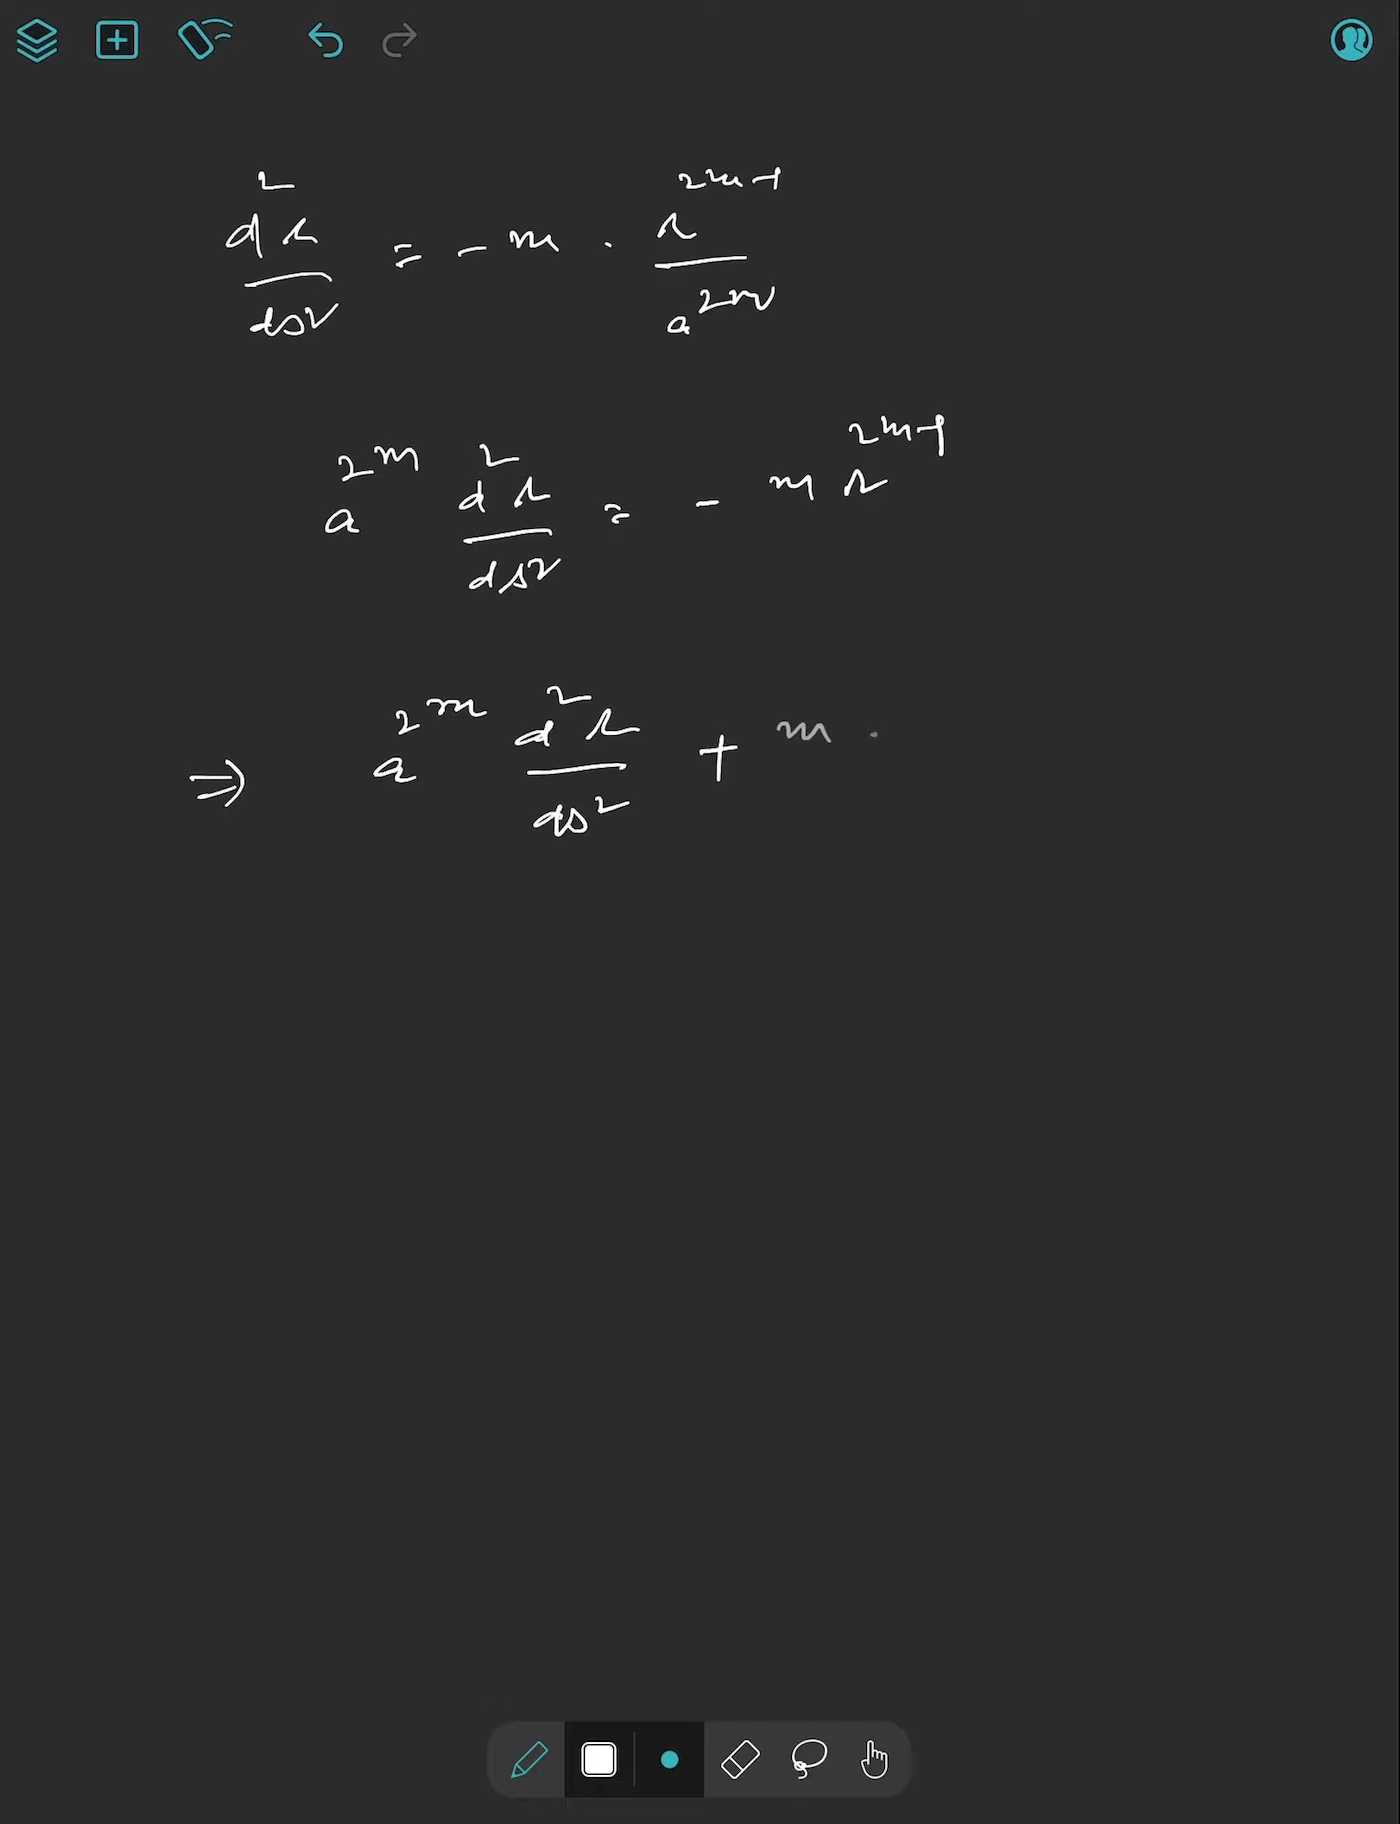 d²r/ds² = - m . r^(2m-1)/a^(2m)
a^(2m) d²r/ds² = - m r^(2m-1)
⇒ a^(2m) d²r/ds² + m .